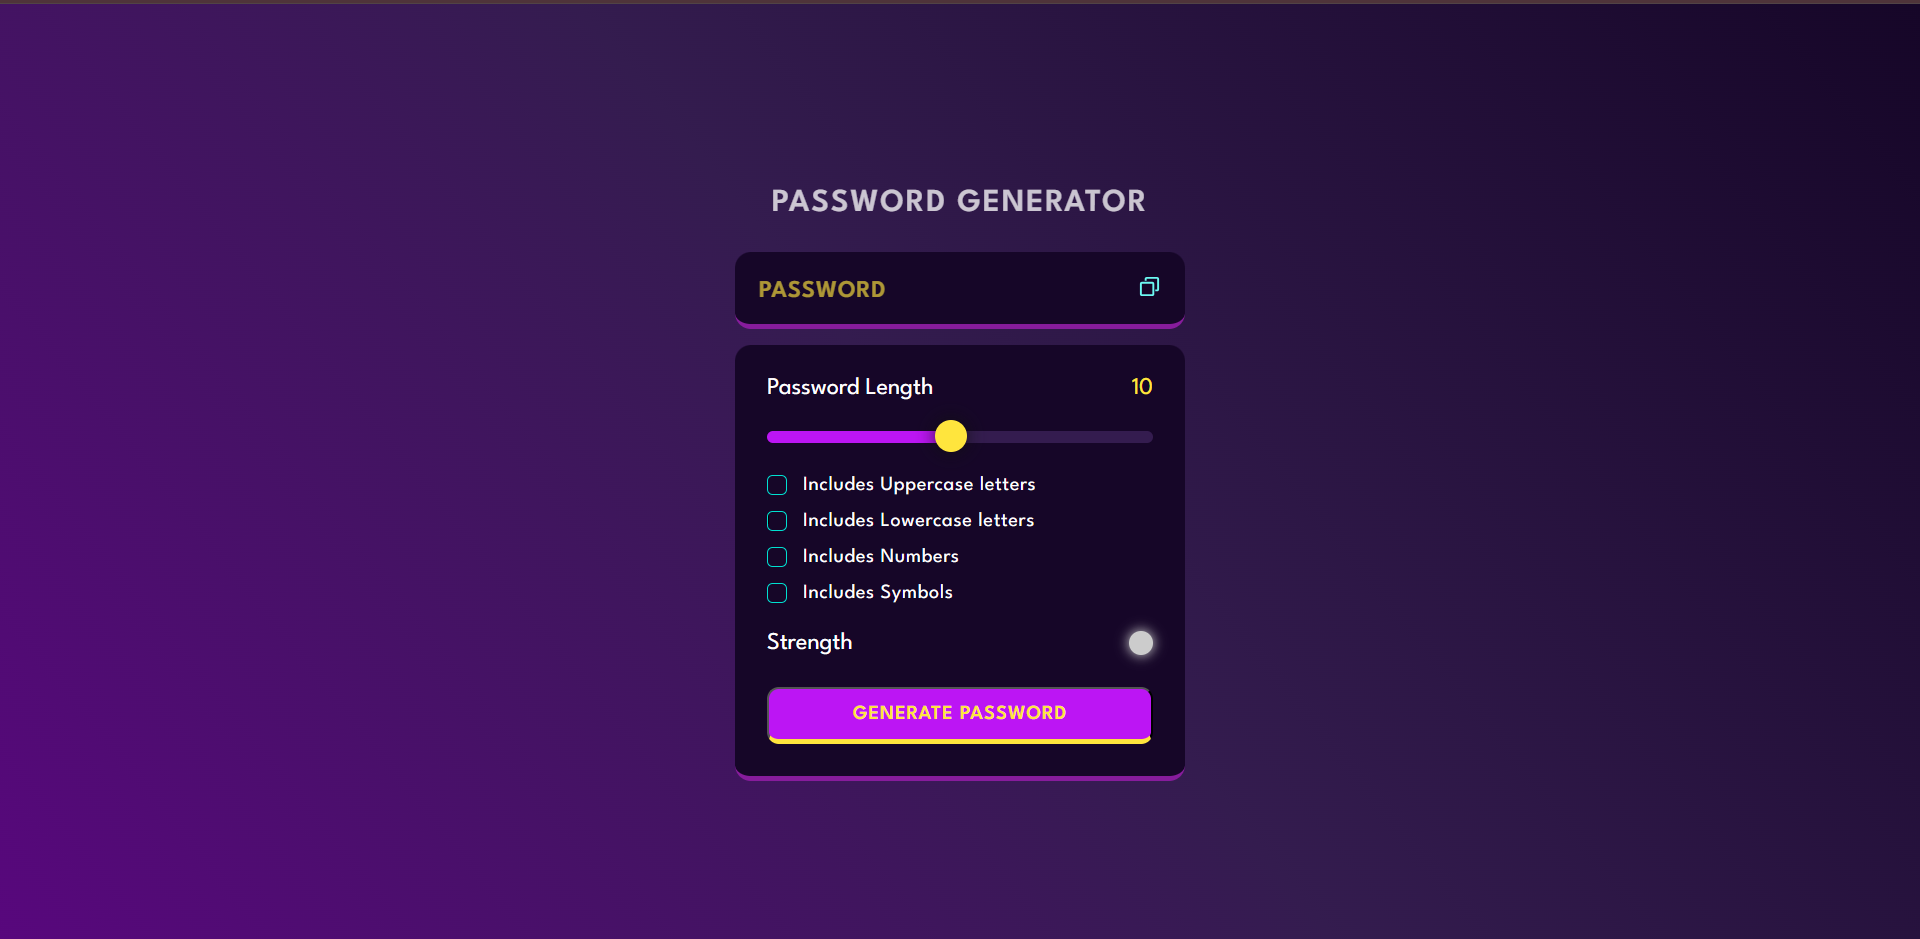 PASSWORD GENERATOR
PASSWORD
Password Length 10
Includes Uppercase letters
Includes Lowercase letters
Includes Numbers
Includes Symbols
Strength
GENERATE PASSWORD